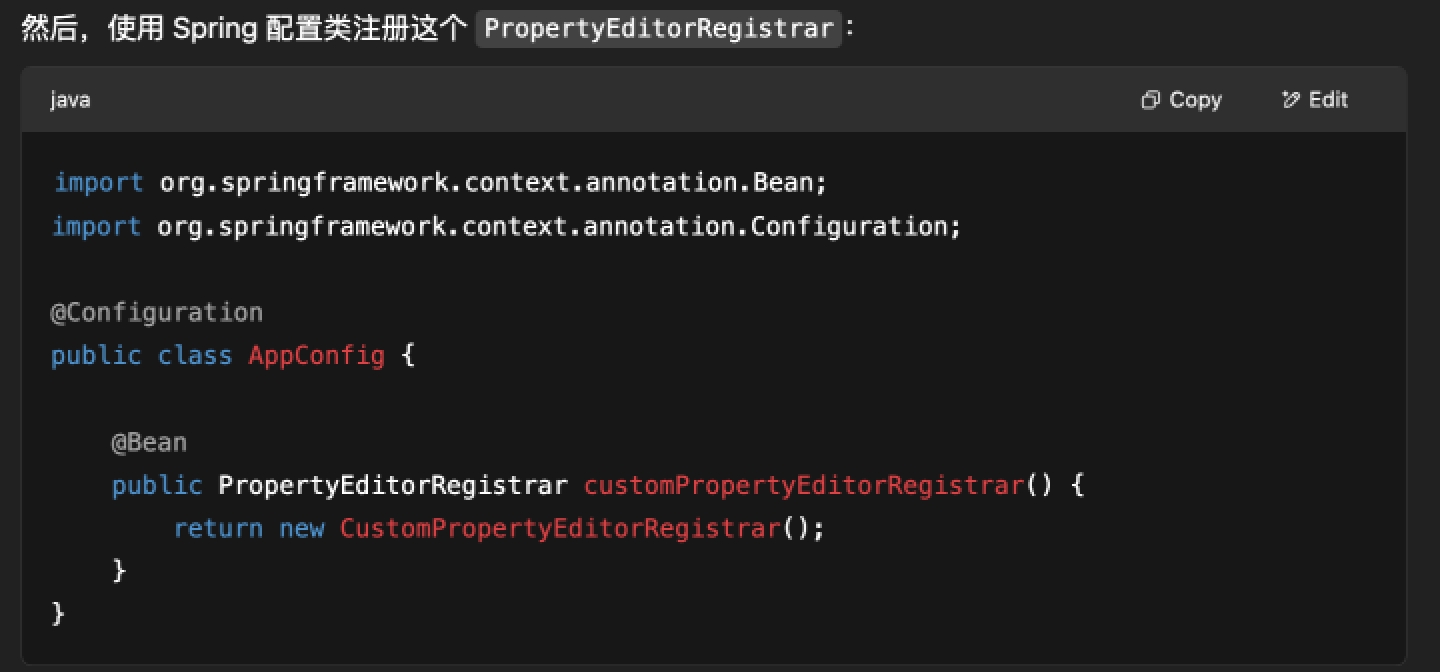 然后，使用 Spring 配置类注册这个 PropertyEditorRegistrar：
java Copy Edit
import org.springframework.context.annotation.Bean;
import org.springframework.context.annotation.Configuration;
@Configuration
public class AppConfig {
@Bean
public PropertyEditorRegistrar customPropertyEditorRegistrar() {
return new CustomPropertyEditorRegistrar();
}
}